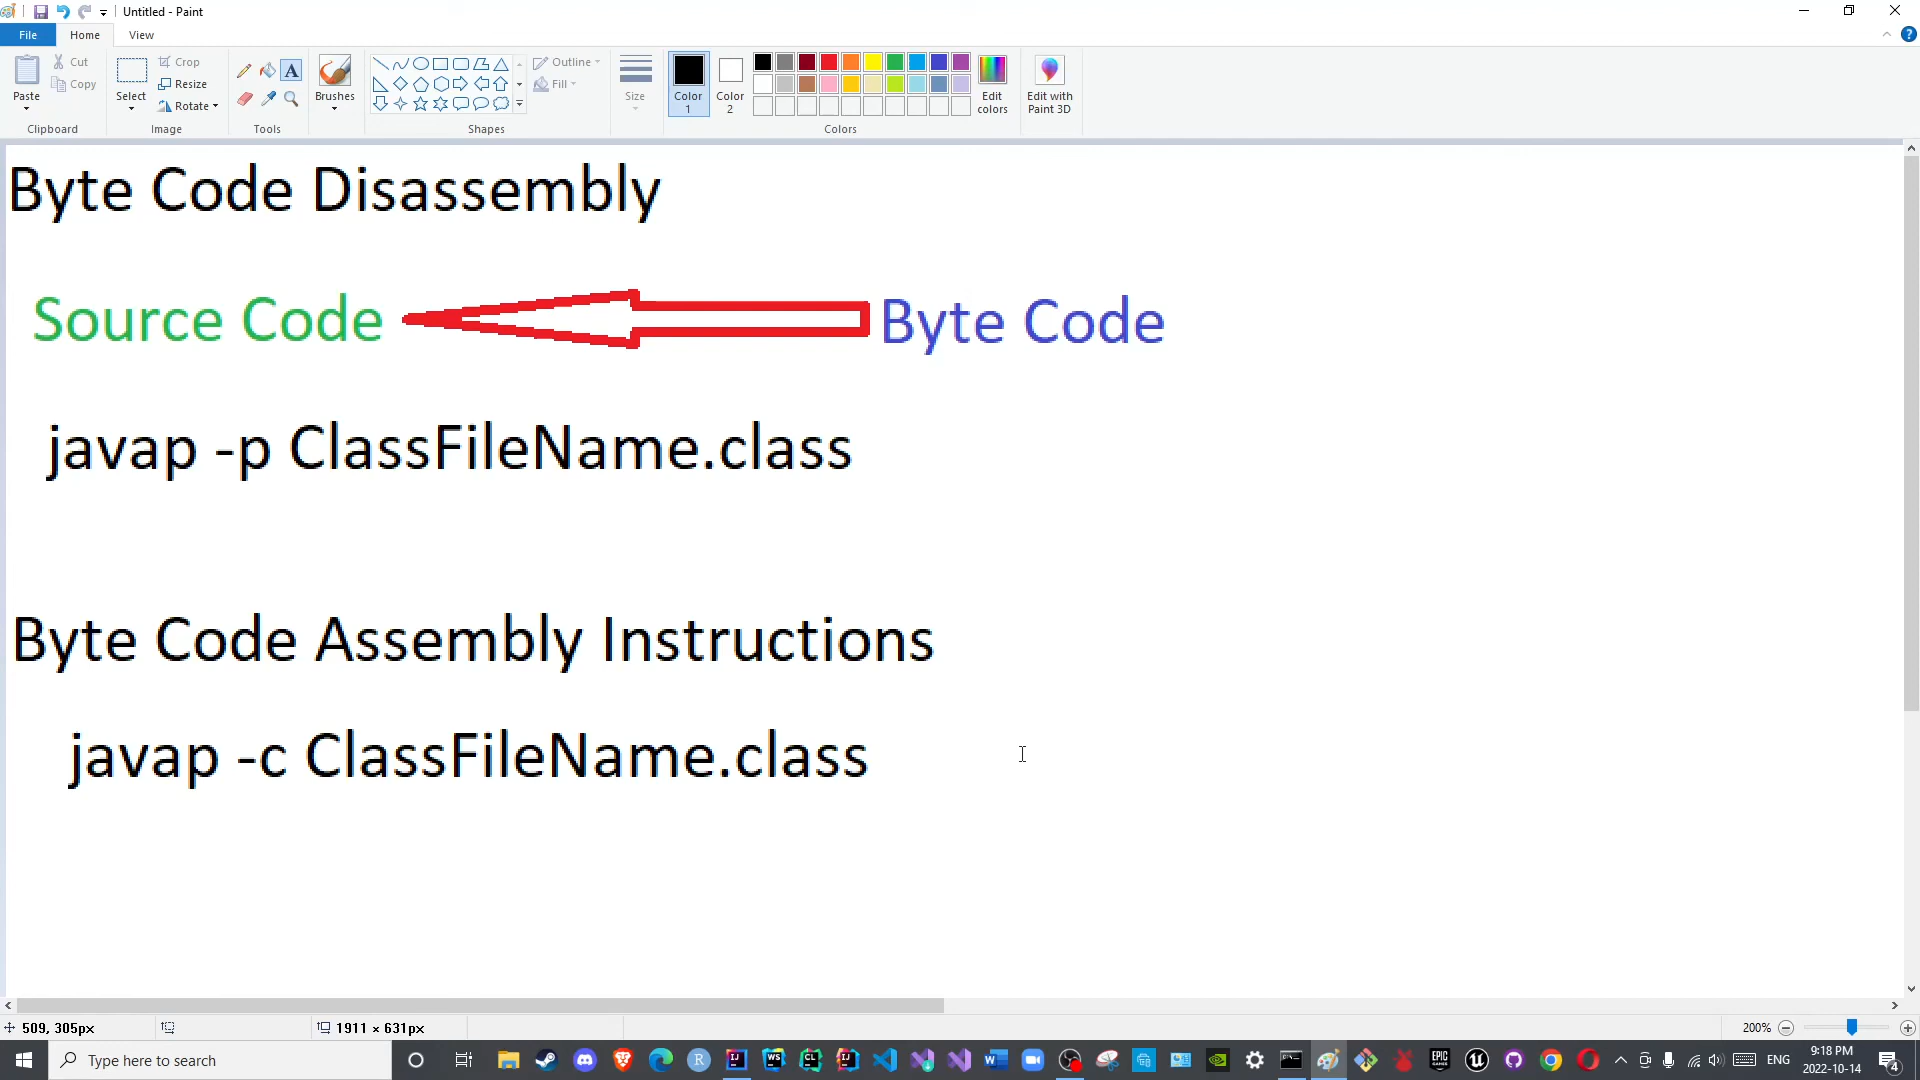 Untitled - Paint
File
Home
View
Paste
Cut
Copy
Clipboard
Select
Crop
Resize
Rotate
Image
A
Tools
Brushes
Outline
Fill
Shapes
Size
Color 1
Color 2
Colors
Edit colors
Edit with Paint 3D
Byte Code Disassembly
Source Code
Byte Code
javap -p ClassFileName.class
Byte Code Assembly Instructions
javap -c ClassFileName.class
509, 305px
1911 × 631px
200%
Type here to search
ENG
9:18 PM
2022-10-14
4